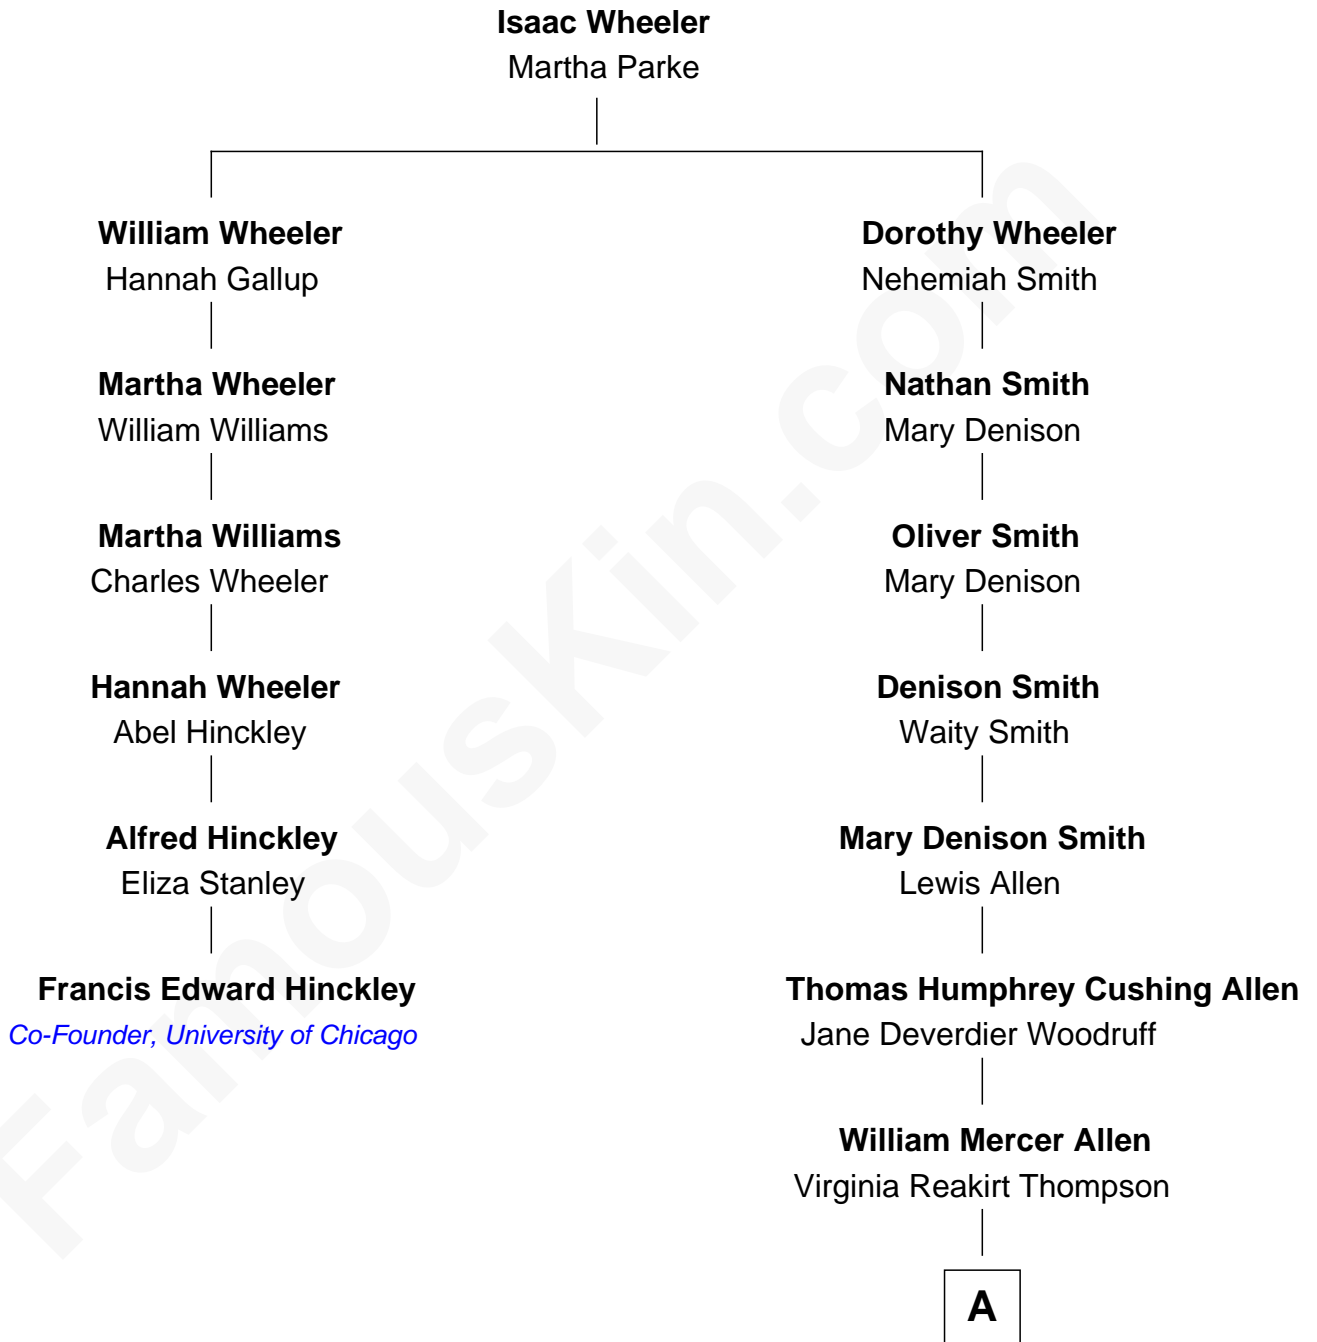 Isaac Wheeler
Martha Parke
William Wheeler
Hannah Gallup
Dorothy Wheeler
Nehemiah Smith
Martha Wheeler
William Williams
Nathan Smith
Mary Denison
Martha Williams
Charles Wheeler
Oliver Smith
Mary Denison
Hannah Wheeler
Abel Hinckley
Denison Smith
Waity Smith
Alfred Hinckley
Eliza Stanley
Mary Denison Smith
Lewis Allen
Francis Edward Hinckley
Co-Founder, University of Chicago
Thomas Humphrey Cushing Allen
Jane Deverdier Woodruff
William Mercer Allen
Virginia Reakirt Thompson
A
FamousKin.com